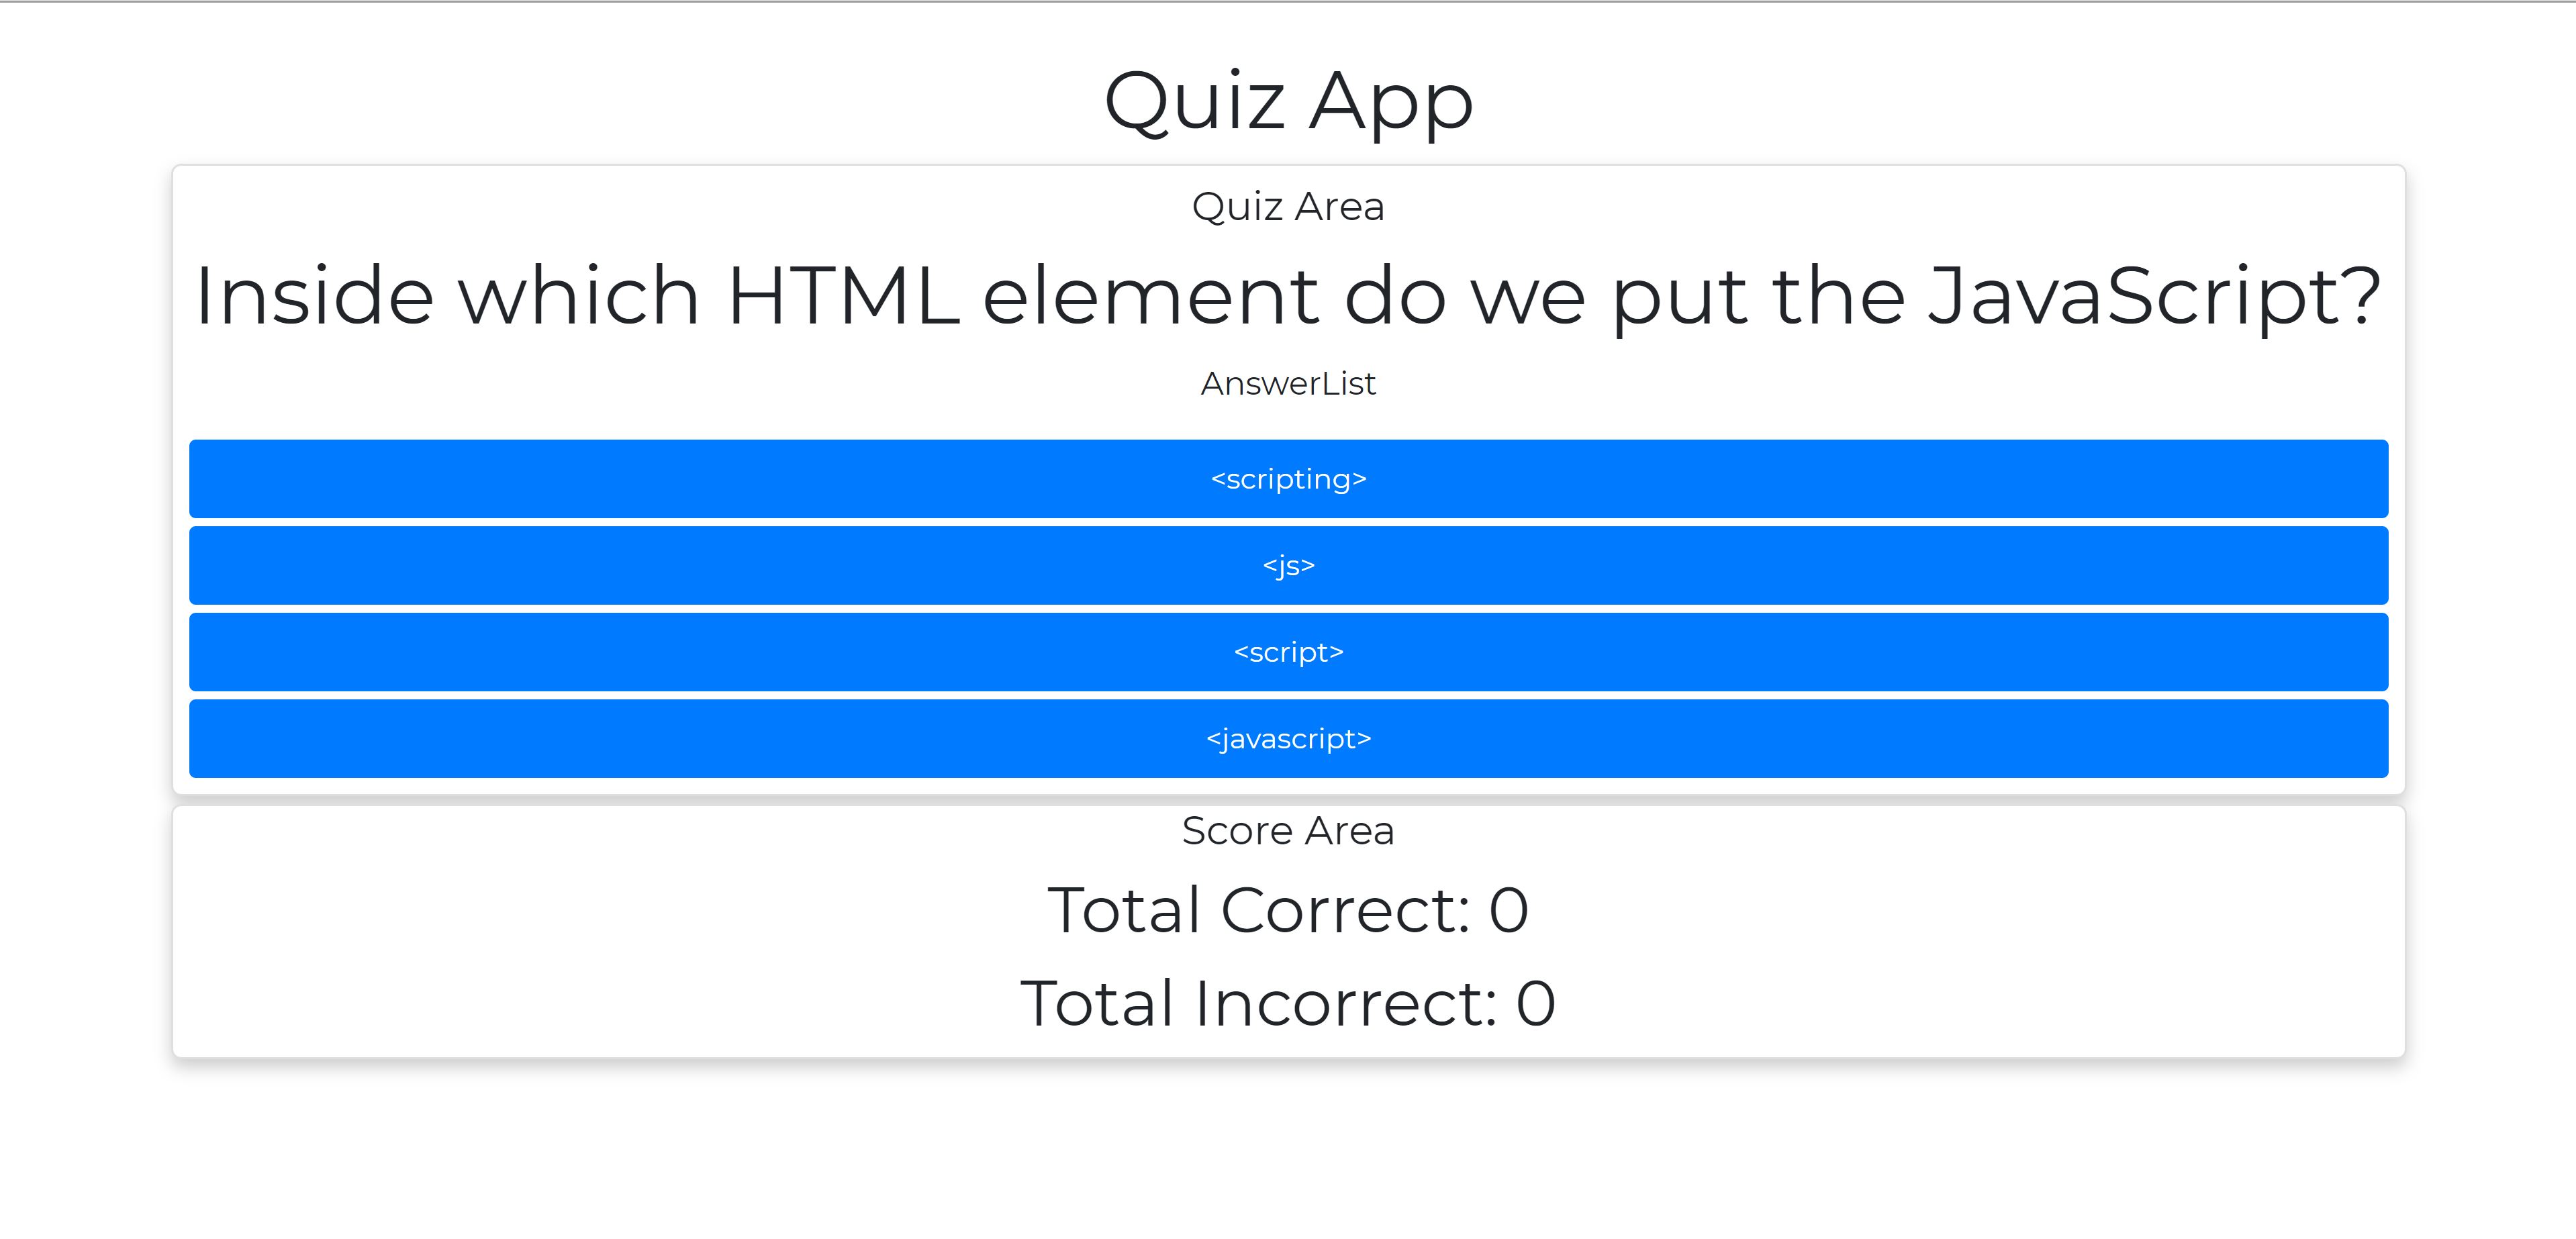 Quiz App
Quiz Area
Inside which HTML element do we put the JavaScript?
AnswerList
<scripting>
<js>
<script>
<javascript>
Score Area
Total Correct: 0
Total Incorrect: 0